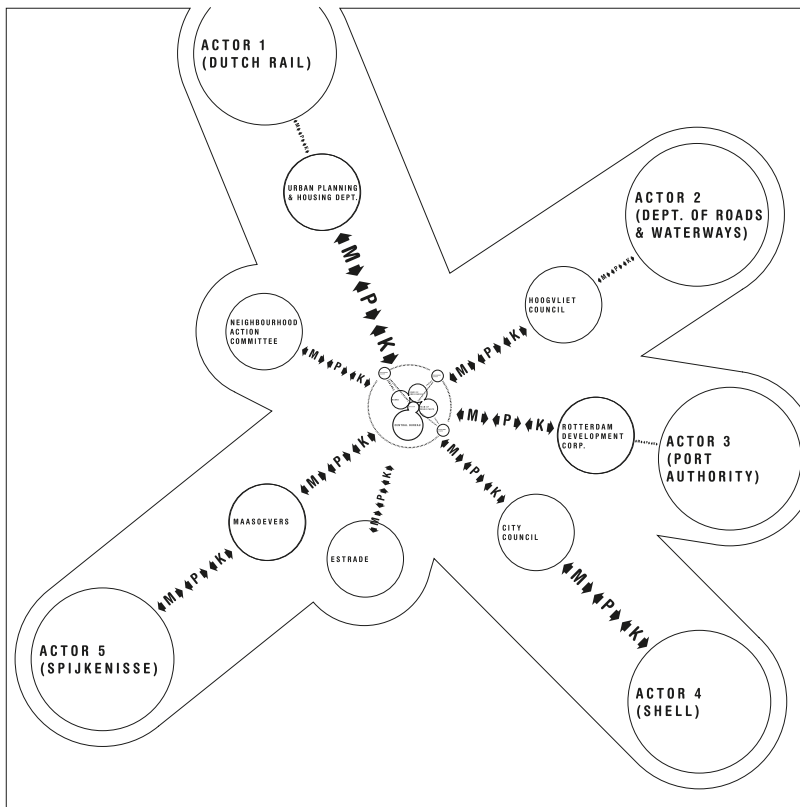 ACTOR 1
(DUTCH RAIL)
M P K
URBAN PLANNING
& HOUSING DEPT.
M P K
ACTOR 2
(DEPT. OF ROADS
& WATERWAYS)
M P K
HOOGVLIET
COUNCIL
M P K
NEIGHBOURHOOD
ACTION
COMMITTEE
M P K
M P K
ROTTERDAM
DEVELOPMENT
CORP.
ACTOR 3
(PORT
AUTHORITY)
M P K
MAASOEVERS
M P K
ESTRADE
M P K
CITY
COUNCIL
M P K
M P K
ACTOR 5
(SPIJKENISSE)
M P K
ACTOR 4
(SHELL)